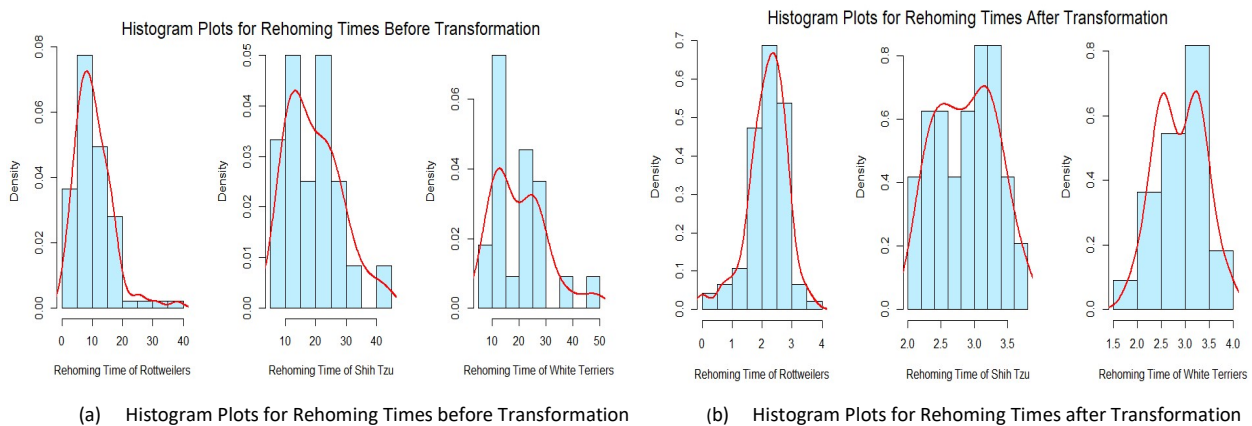 Histogram Plots for Rehoming Times Before Transformation
Density
0.00
0.02
0.04
0.06
0.08
0 10 20 30 40
Rehoming Time of Rottweilers
Density
0.00
0.01
0.02
0.03
0.04
0.05
10 20 30 40
Rehoming Time of Shih Tzu
Density
0.00
0.02
0.04
0.06
10 20 30 40 50
Rehoming Time of White Terriers
(a) Histogram Plots for Rehoming Times before Transformation
Histogram Plots for Rehoming Times After Transformation
Density
0.0
0.1
0.2
0.3
0.4
0.5
0.6
0.7
0 1 2 3 4
Rehoming Time of Rottweilers
Density
0.0
0.2
0.4
0.6
0.8
2.0 2.5 3.0 3.5
Rehoming Time of Shih Tzu
Density
0.0
0.2
0.4
0.6
0.8
1.5 2.0 2.5 3.0 3.5 4.0
Rehoming Time of White Terriers
(b) Histogram Plots for Rehoming Times after Transformation